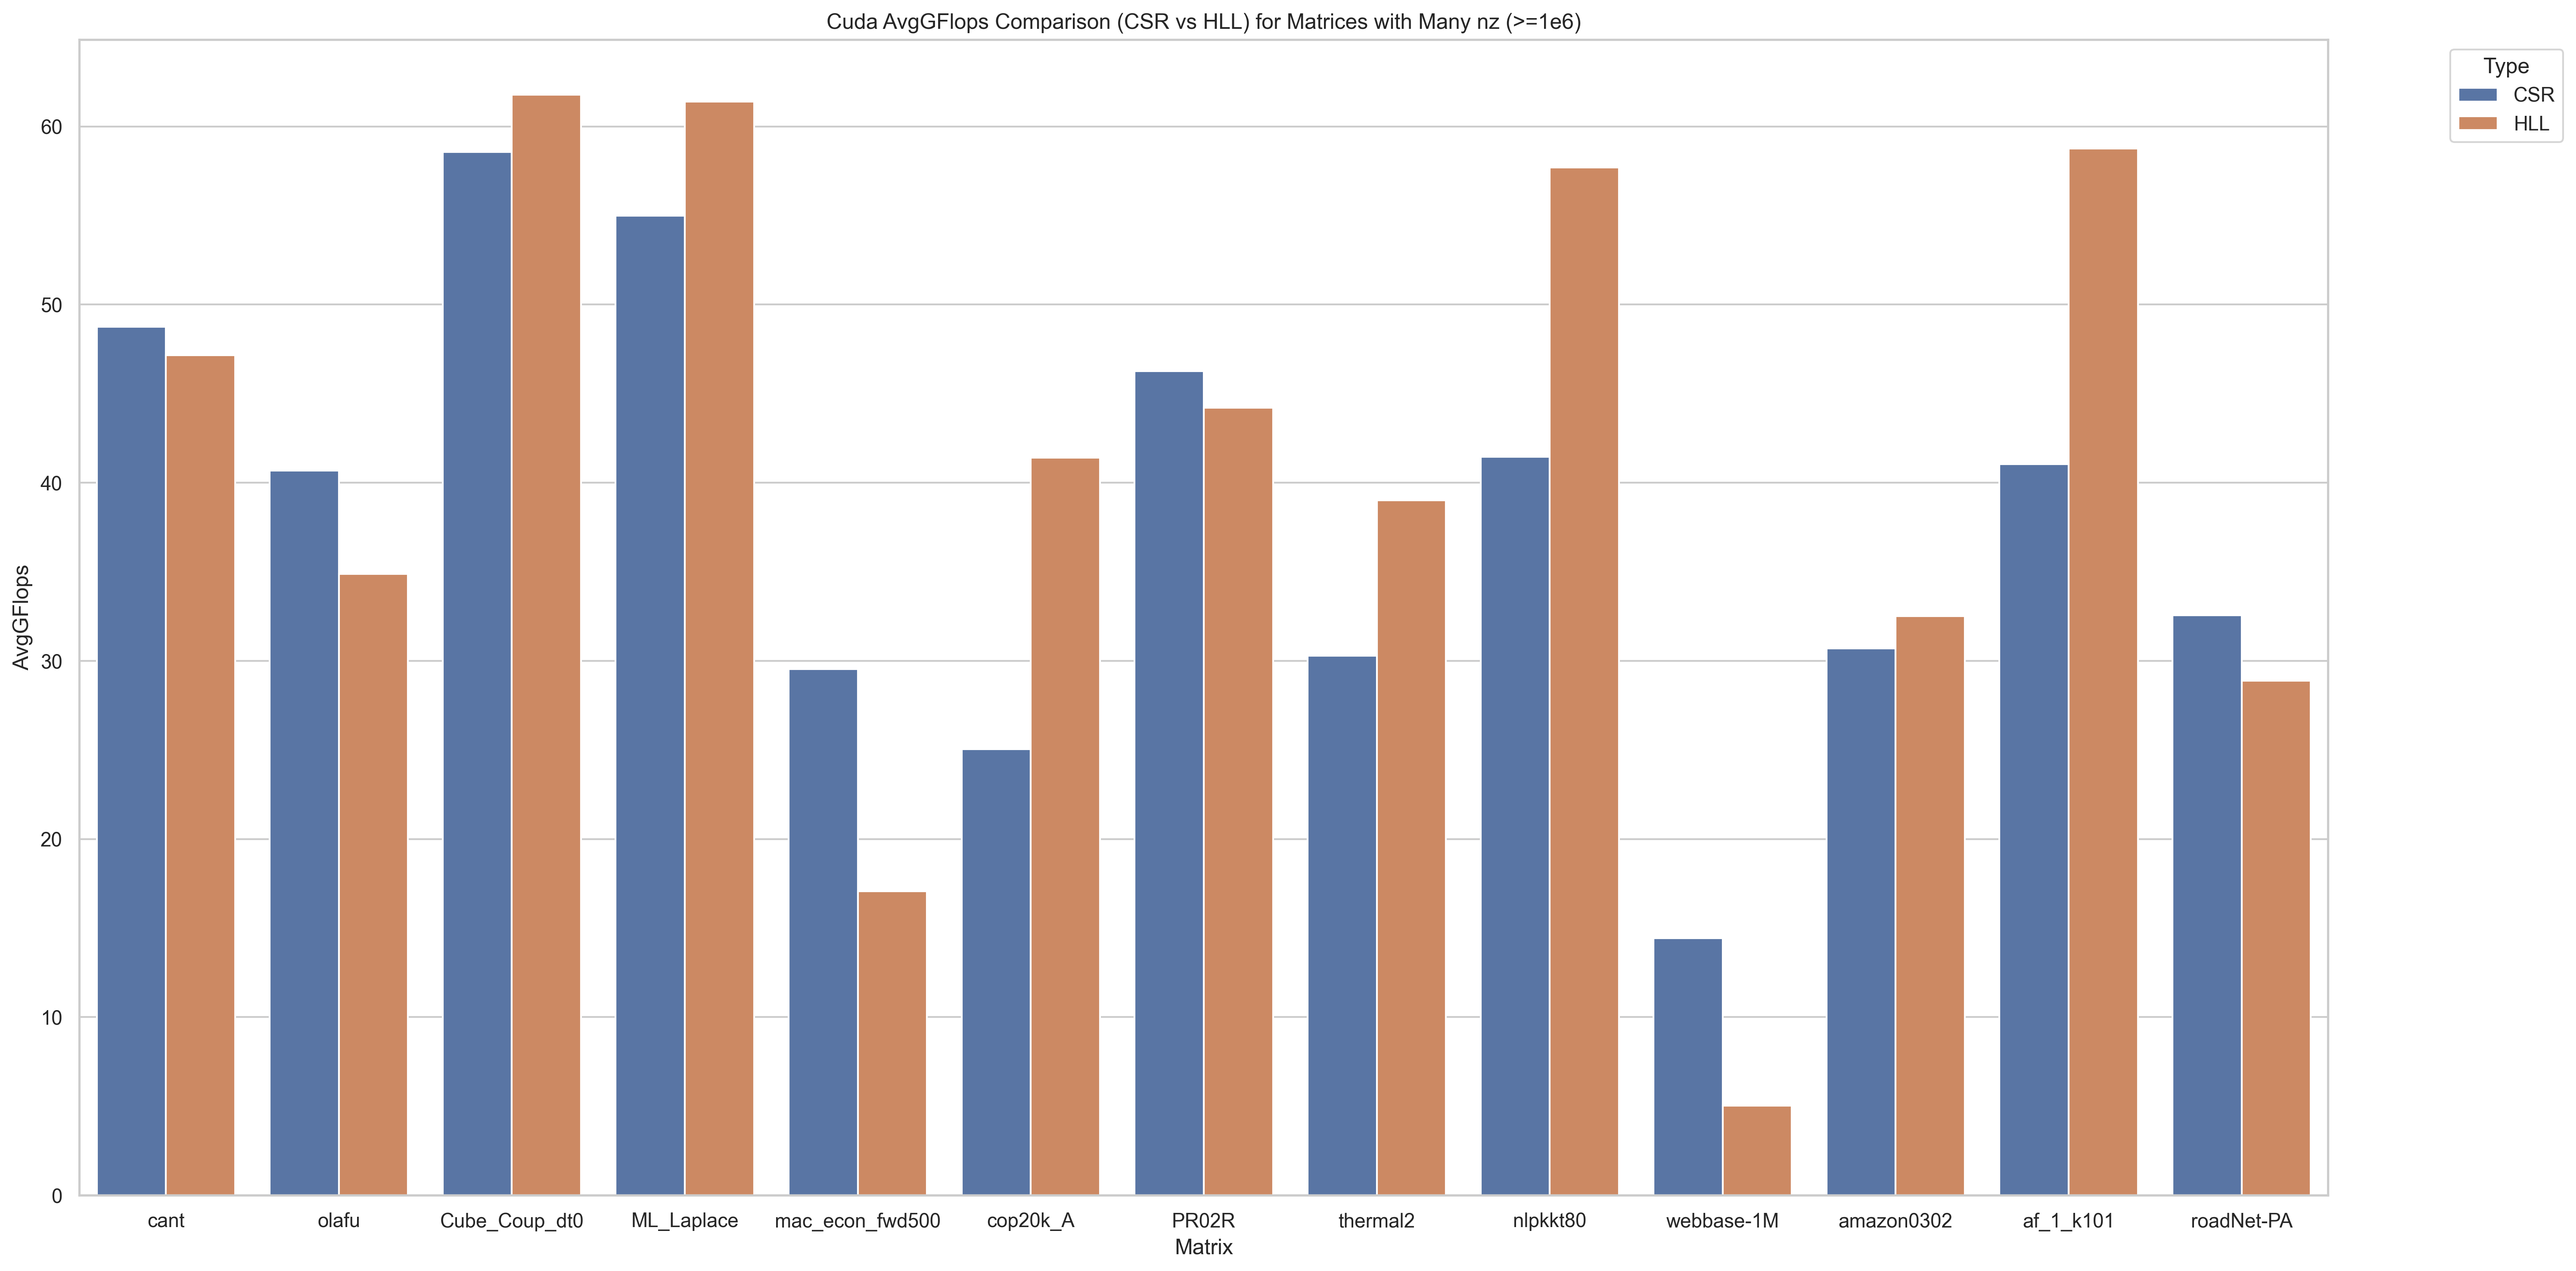 Cuda AvgGFlops Comparison (CSR vs HLL) for Matrices with Many nz (>=1e6)
Type
CSR
HLL
AvgGFlops
60
50
40
30
20
10
0
cant olafu Cube_Coup_dt0 ML_Laplace mac_econ_fwd500 cop20k_A PR02R thermal2 nlpkkt80 webbase-1M amazon0302 af_1_k101 roadNet-PA
Matrix